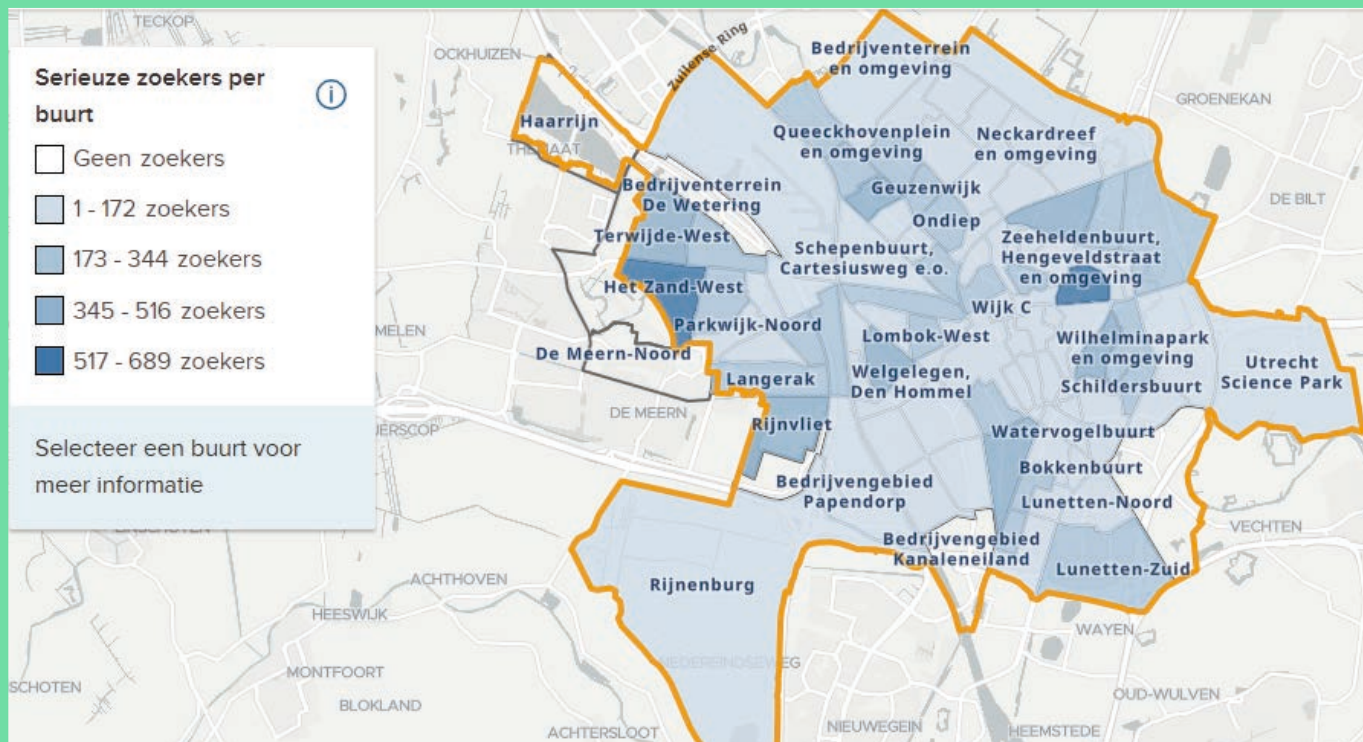 Serieuze zoekers per
buurt
Geen zoekers
1 - 172 zoekers
173 - 344 zoekers
345 - 516 zoekers
517 - 689 zoekers
Selecteer een buurt voor
meer informatie
TECKOP
OCKHUIZEN
Zuilense Ring
Bedrijventerrein
en omgeving
GROENEKAN
Haarrijn
THEMAAT
Queeckhovenplein
en omgeving
Neckardreef
en omgeving
Bedrijventerrein
De Wetering
Geuzenwijk
DE BILT
Ondiep
Terwijde-West
Schepenbuurt,
Cartesiusweg e.o.
Zeeheldenbuurt,
Hengeveldstraat
en omgeving
Het Zand-West
Wijk C
MELEN
Parkwijk-Noord
Lombok-West
Wilhelminapark
en omgeving
De Meern-Noord
Utrecht
Science Park
Langerak
Welgelegen,
Den Hommel
Schildersbuurt
DE MEERN
Rijnvliet
Watervogelbuurt
IJERSCOP
Bokkenbuurt
Bedrijvengebied
Papendorp
Lunetten-Noord
VECHTEN
Bedrijvengebied
Kanaleneiland
Lunetten-Zuid
ACHTHOVEN
Rijnenburg
HEESWIJK
WAYEN
NEDEREINDSEWEG
MONTFOORT
SCHOTEN
OUD-WULVEN
BLOKLAND
NIEUWEGEIN
HEEMSTEDE
ACHTERSLOOT